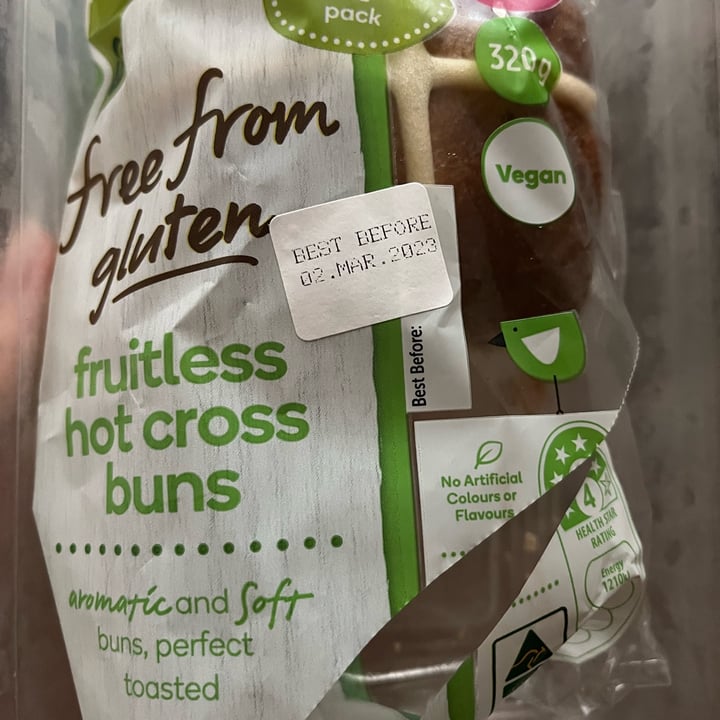 pack
320g
Vegan
free from
gluten
BEST BEFORE
02.MAR.2023
Best Before:
fruitless
hot cross
buns
No Artificial
Colours or
Flavours
4
HEALTH STAR
RATING
Energy
aromatic and soft
buns, perfect
toasted